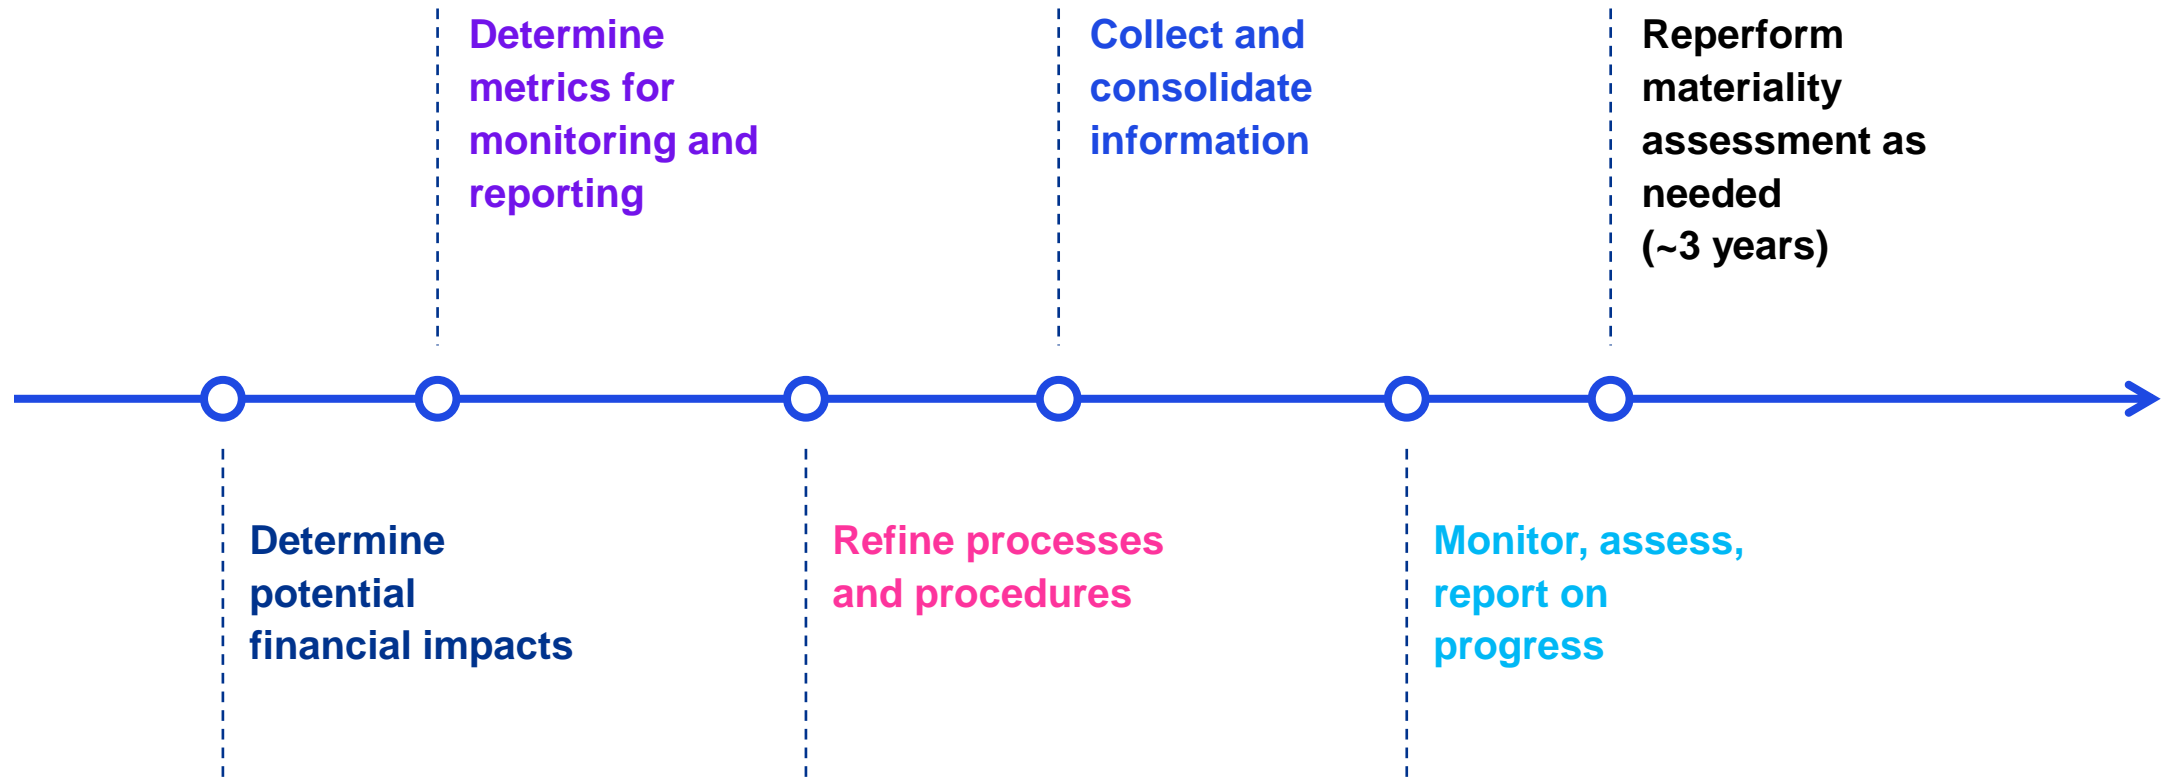 Determine
metrics for
monitoring and
reporting
Collect and
consolidate
information
Reperform
materiality
assessment as
needed
(~3 years)
Determine
potential
financial impacts
Refine processes
and procedures
Monitor, assess,
report on
progress